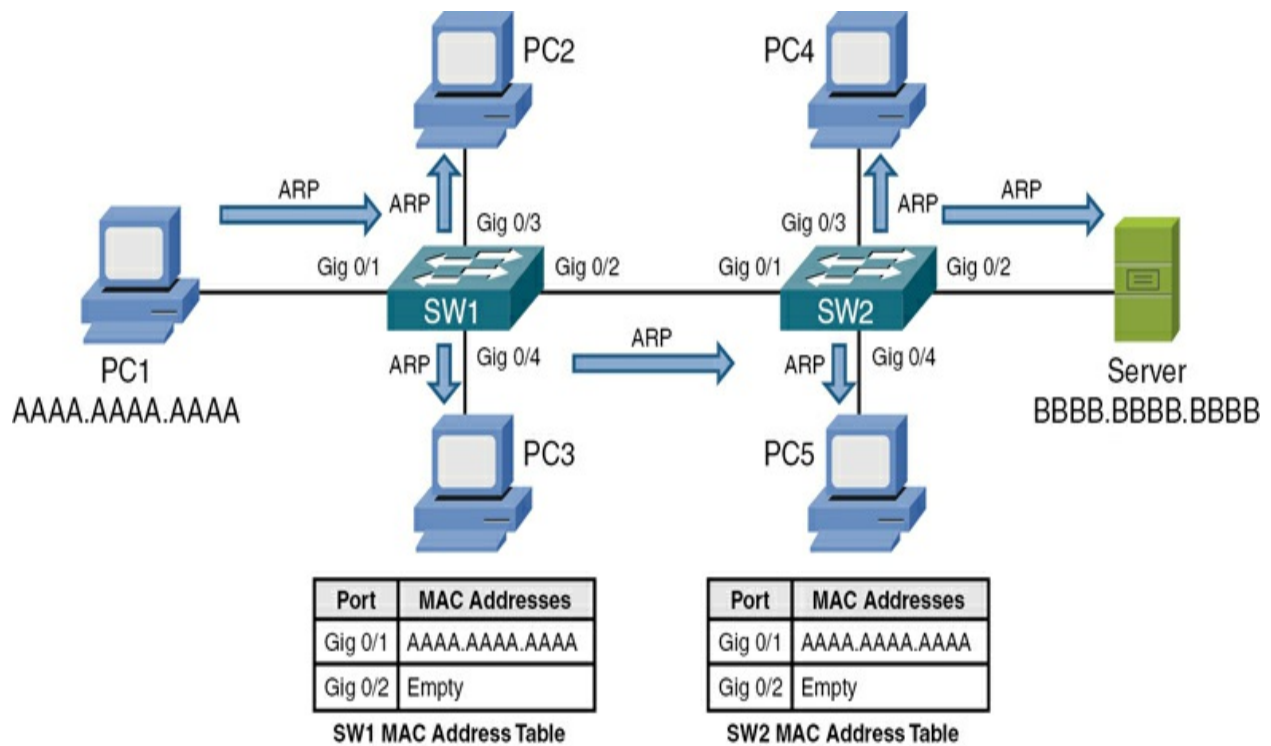 PC2
PC4
ARP
ARP
ARP
ARP
Gig 0/3
Gig 0/3
Gig 0/1
Gig 0/2
Gig 0/1
Gig 0/2
SW1
SW2
PC1
AAAA.AAAA.AAAA
ARP
Gig 0/4
ARP
ARP
Gig 0/4
Server
BBBB.BBBB.BBBB
PC3
PC5
Port MAC Addresses
Gig 0/1 AAAA.AAAA.AAAA
Gig 0/2 Empty
SW1 MAC Address Table
Port MAC Addresses
Gig 0/1 AAAA.AAAA.AAAA
Gig 0/2 Empty
SW2 MAC Address Table